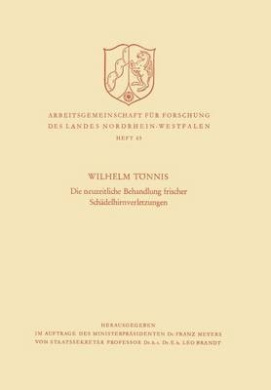 ARBEITSGEMEINSCHAFT FÜR FORSCHUNG
DES LANDES NORDRHEIN-WESTFALEN
HEFT 63
WILHELM TÖNNIS
Die neuzeitliche Behandlung frischer
Schädelhirnverletzungen
HERAUSGEGEBEN
IM AUFTRAGE DES MINISTERPRÄSIDENTEN Dr. FRANZ MEYERS
VON STAATSSEKRETÄR PROFESSOR Dr. h. c. Dr. E. h. LEO BRANDT